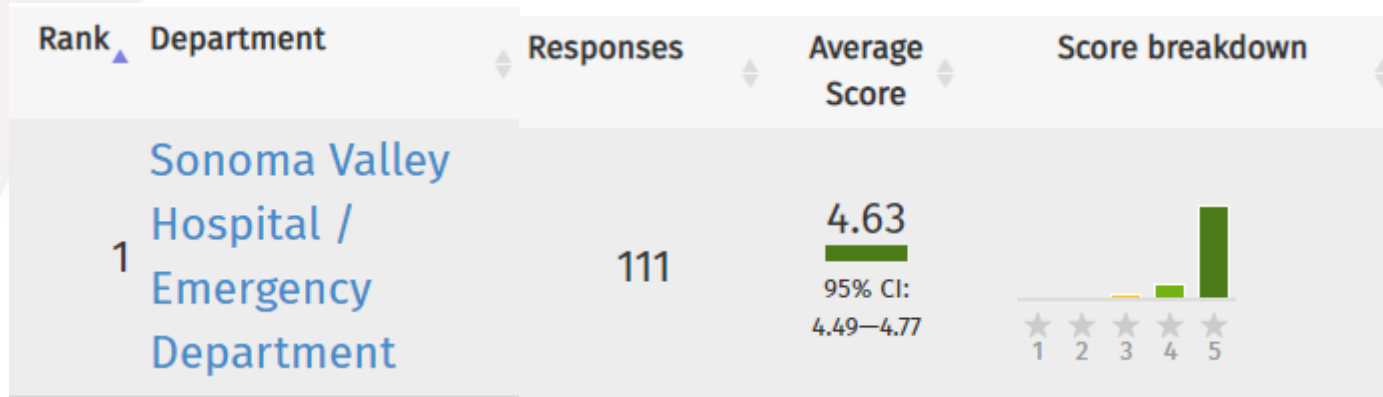 Rank Department Responses Average Score Score breakdown
1 Sonoma Valley
Hospital /
Emergency
Department
111
4.63
95% CI:
4.49—4.77
1 2 3 4 5